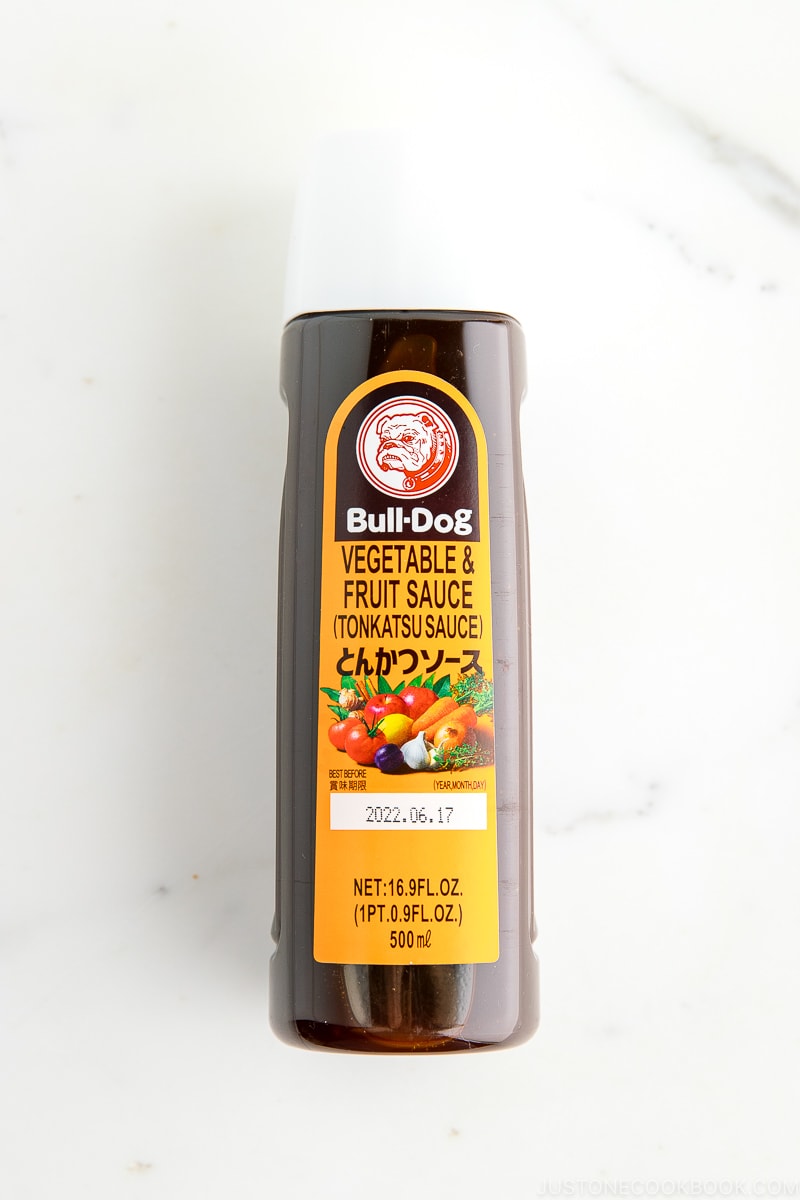 Bull-Dog
VEGETABLE &
FRUIT SAUCE
(TONKATSU SAUCE)
とんかつソース
BEST BEFORE
賞味期限 (YEAR,MONTH,DAY)
2022.06.17
NET:16.9FL.OZ.
(1PT.0.9FL.OZ.)
500㎖
JUSTONECOOKBOOK.COM